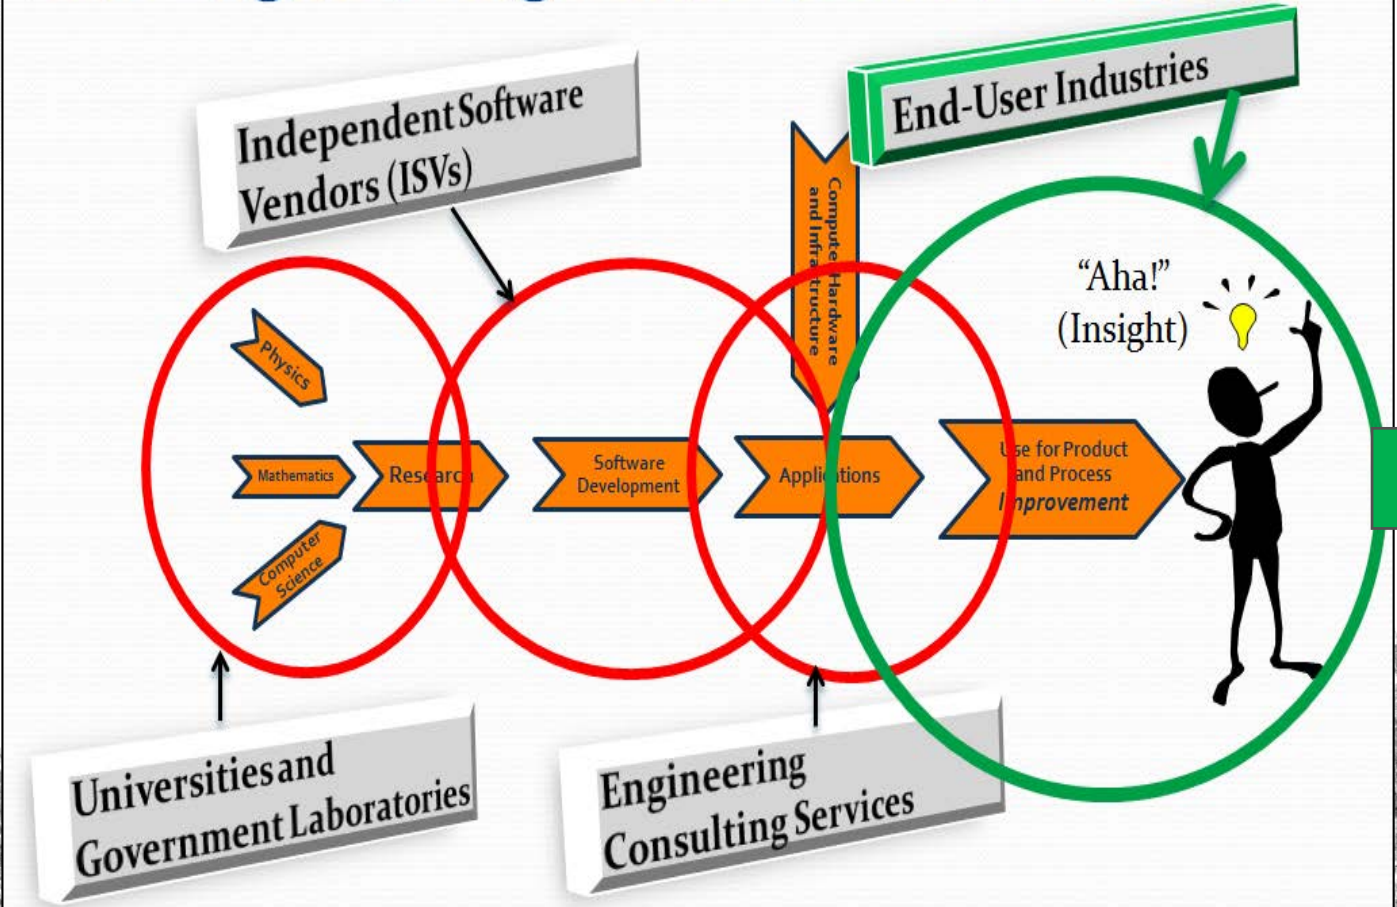 Independent Software
Vendors (ISVs)
End-User Industries
Computer Hardware
and Infrastructure
"Aha!"
(Insight)
Physics
Mathematics
Computer
Science
Research
Software
Development
Applications
Use for Product
and Process
Improvement
Universities and
Government Laboratories
Engineering
Consulting Services